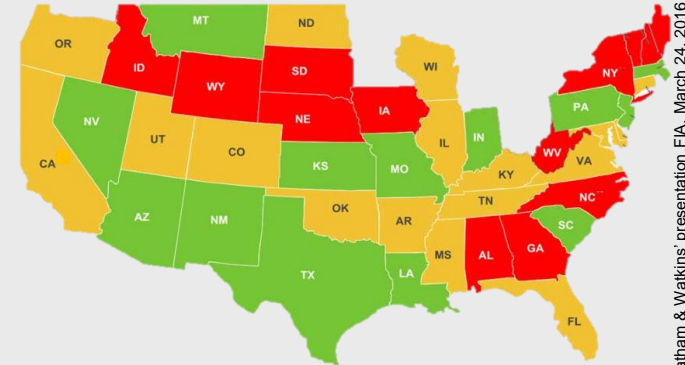 MT
ND
OR
ID
SD
WI
WY
NY
IA
NE
PA
NV
IL
IN
UT
CO
WV
CA
KS
MO
VA
KY
NC¨
TN
OK
AZ
NM
AR
SC
MS
AL
GA
TX
LA
FL
atham & Watkins' presentation FIA, March 24, 2016